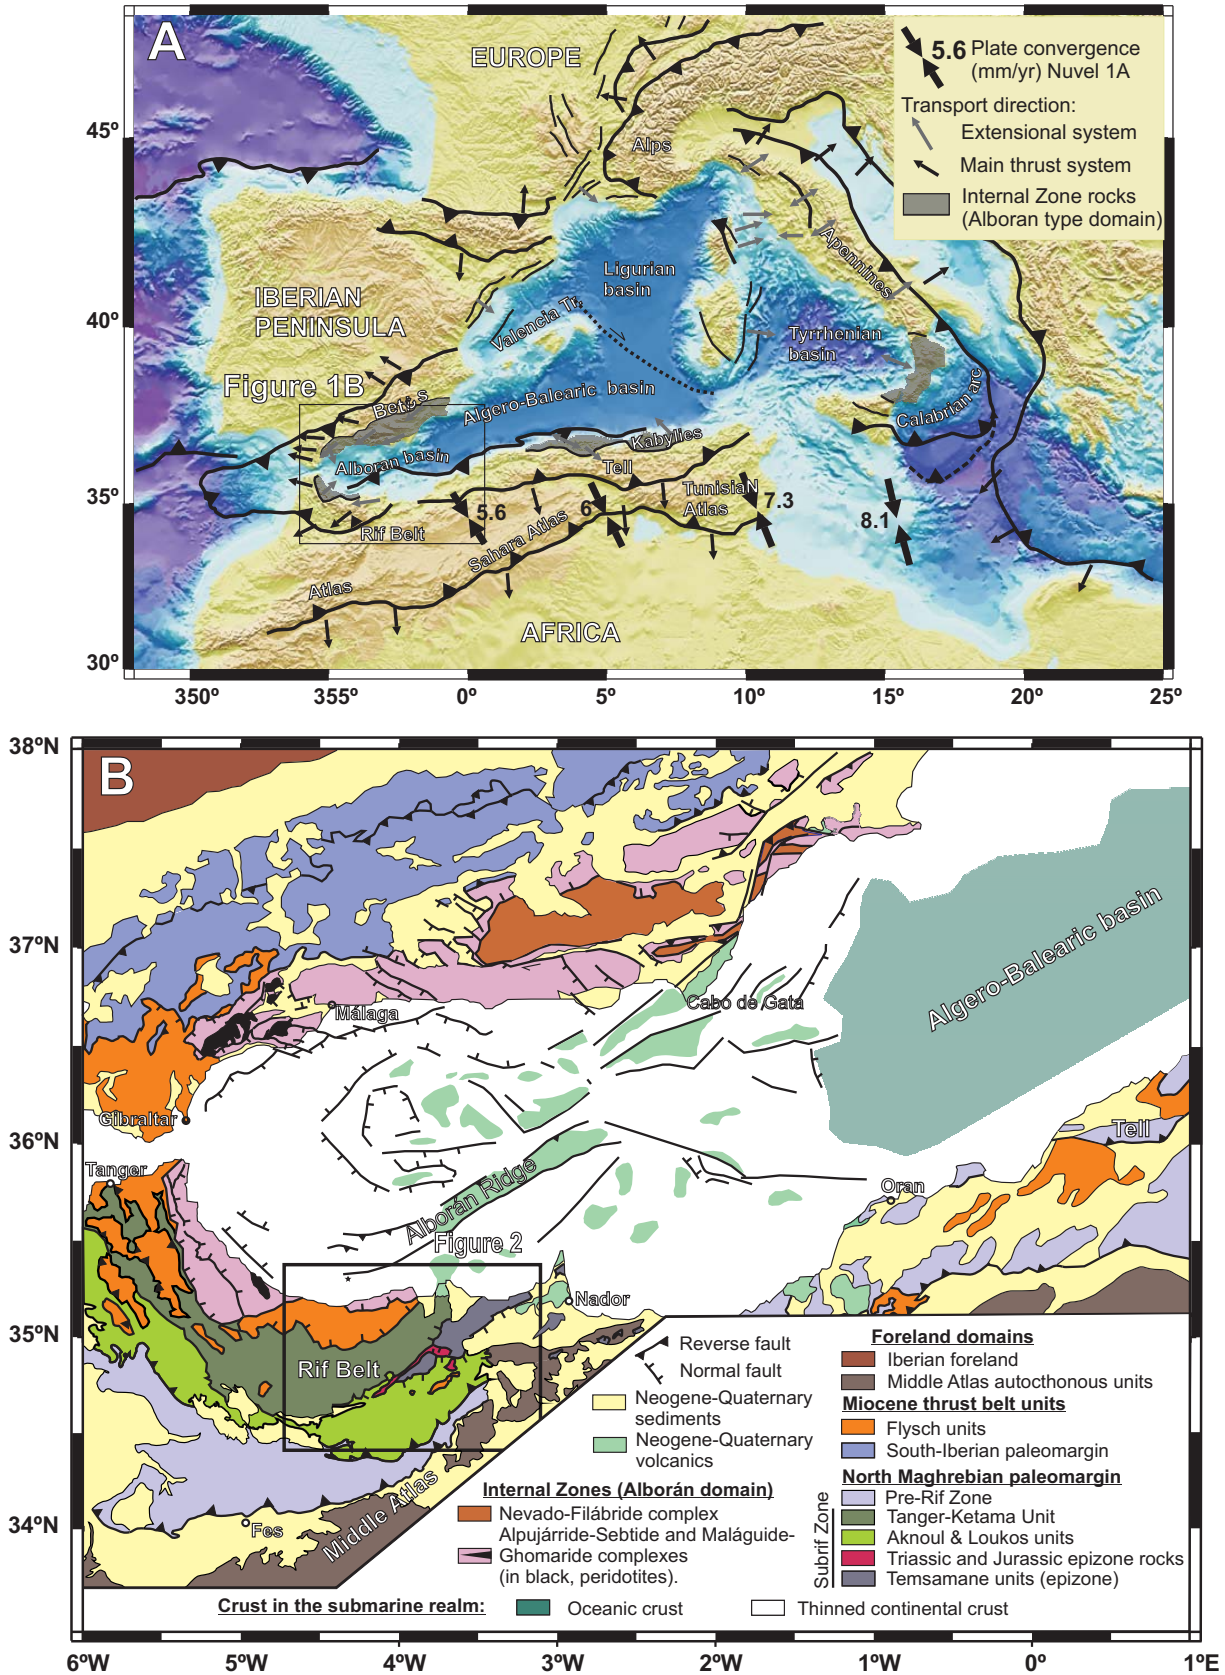 A
EUROPE
5.6 Plate convergence
(mm/yr) Nuvel 1A
Transport direction:
Extensional system
Main thrust system
Internal Zone rocks
(Alboran type domain)
45º
40º
35º
30º
Alps
Apennines
Ligurian
basin
IBERIAN
PENINSULA
Valencia Tr.
Tyrrhenian
basin
Figure 1B
Betics
Algero-Balearic basin
Calabrian arc
Kabylies
Alboran basin
Tell
Tunisian
Atlas
7.3
5.6
6
8.1
Rif Belt
Sahara Atlas
Atlas
AFRICA
350º
355º
0º
5º
10º
15º
20º
25º
38ºN
B
37ºN
36ºN
35ºN
34ºN
Algero-Balearic basin
Cabo de Gata
Málaga
Gibraltar
Tell
Tanger
Oran
Alborán Ridge
Figure 2
Nador
Rif Belt
Fes
Middle Atlas
Reverse fault
Normal fault
Neogene-Quaternary
sediments
Neogene-Quaternary
volcanics
Internal Zones (Alborán domain)
Nevado-Filábride complex
Alpujárride-Sebtide and Maláguide-
Ghomaride complexes
(in black, peridotites).
Foreland domains
Iberian foreland
Middle Atlas autocthonous units
Miocene thrust belt units
Flysch units
South-Iberian paleomargin
North Maghrebian paleomargin
Pre-Rif Zone
Subrif Zone
Tanger-Ketama Unit
Aknoul & Loukos units
Triassic and Jurassic epizone rocks
Temsamane units (epizone)
Crust in the submarine realm:
Oceanic crust
Thinned continental crust
6ºW
5ºW
4ºW
3ºW
2ºW
1ºW
0º
1ºE